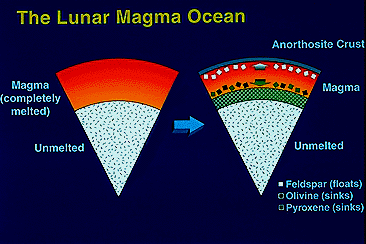 The Lunar Magma Ocean
Anorthosite Crust
Magma
(completely
melted)
Magma
Unmelted
Unmelted
Feldspar (floats)
Olivine (sinks)
Pyroxene (sinks)